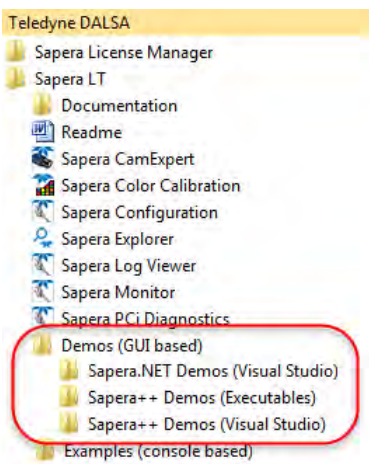 Teledyne DALSA
Sapera License Manager
Sapera LT
Documentation
Readme
Sapera CamExpert
Sapera Color Calibration
Sapera Configuration
Sapera Explorer
Sapera Log Viewer
Sapera Monitor
Sapera PCi Diagnostics
Demos (GUI based)
Sapera.NET Demos (Visual Studio)
Sapera++ Demos (Executables)
Sapera++ Demos (Visual Studio)
Examples (console based)